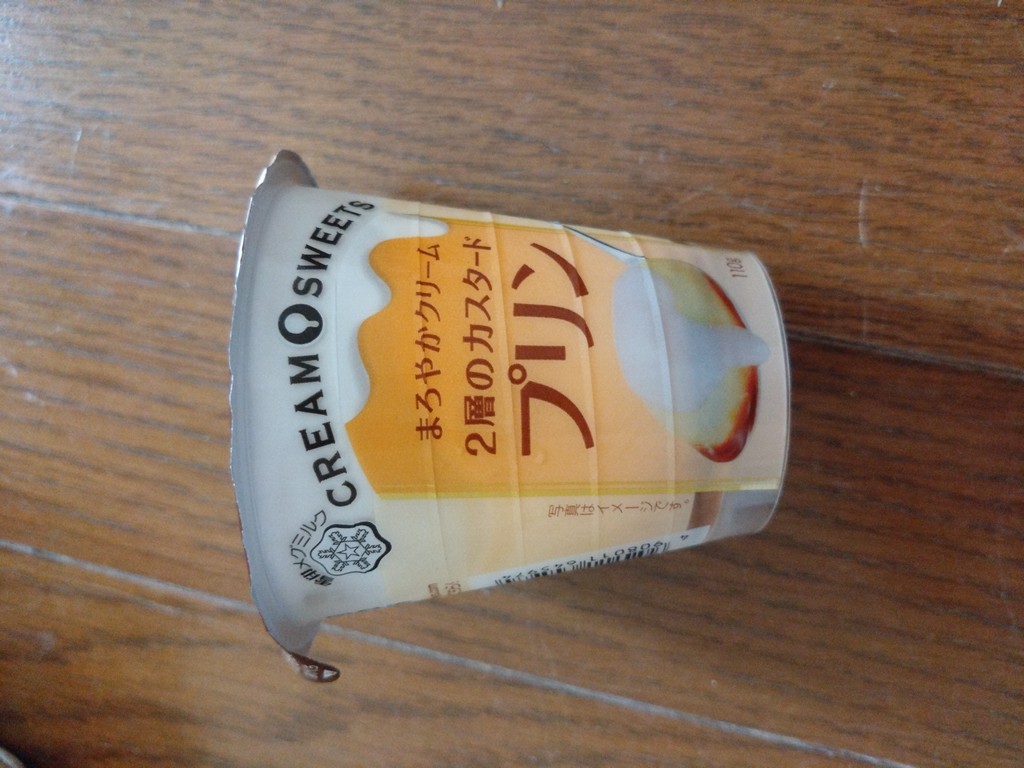 雪印メグミルク
CREAM SWEETS
まろやかクリーム
2層のカスタード
プリン
110g
写真はイメージです。